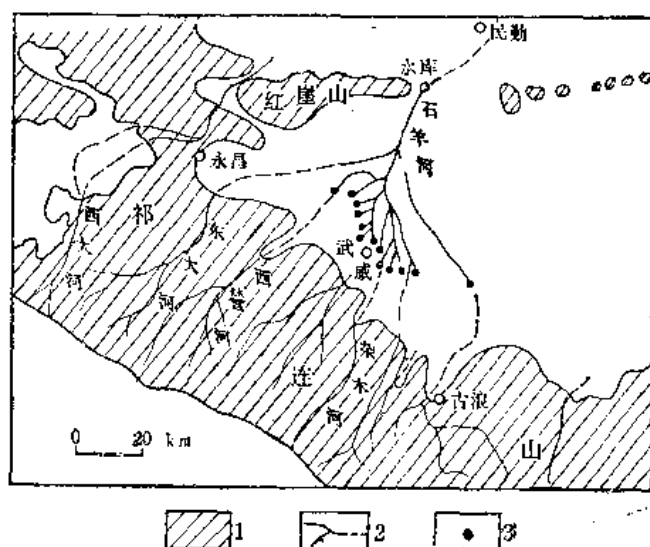 民勤
水库
红崖山
石羊河
永昌
西大河
祁
东大河
西营河
武威
连
杂木河
古浪
山
0 20 km
1 2 3